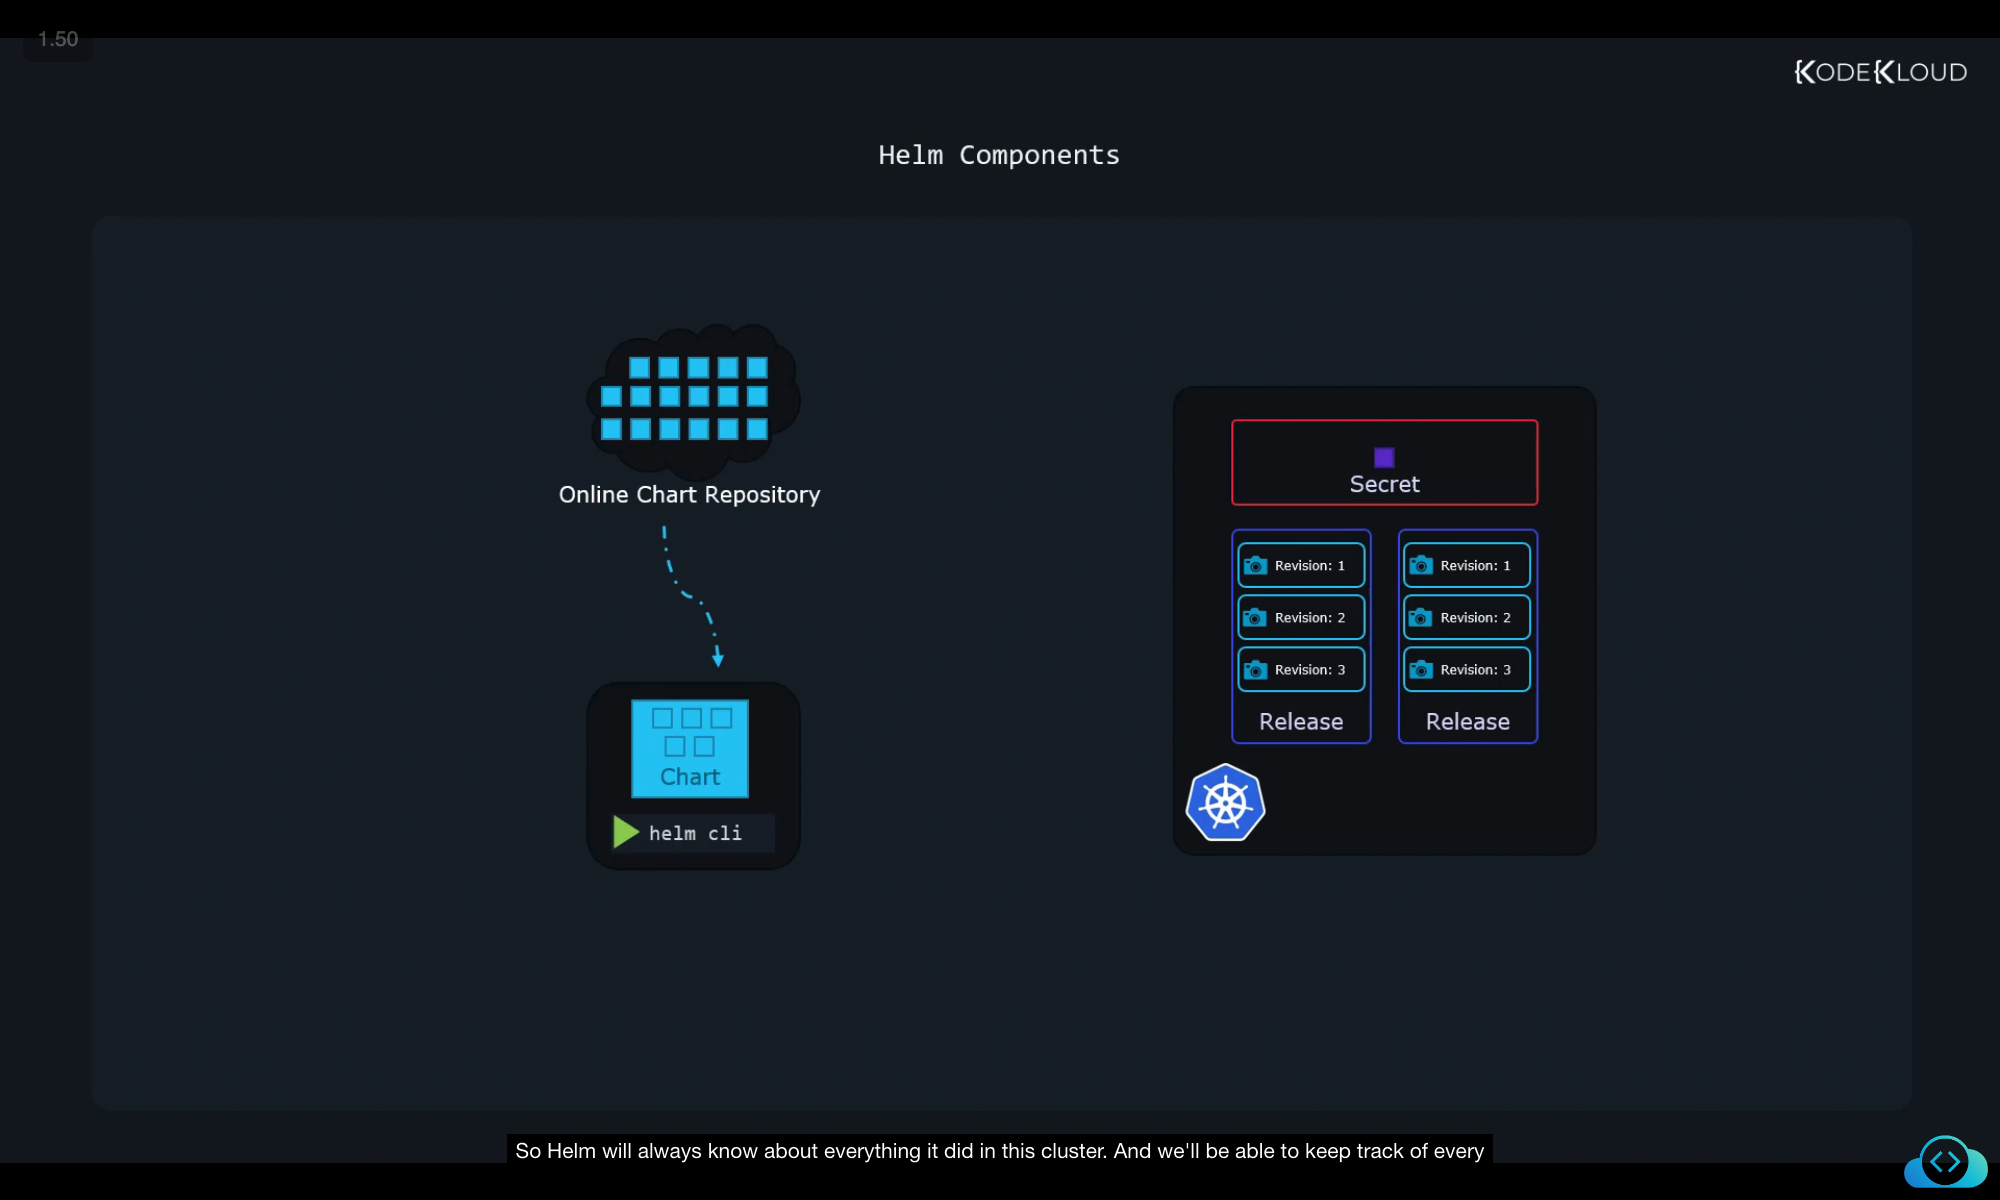 1.50
KODEKLOUD
Helm Components
Online Chart Repository
Chart
helm cli
Secret
Revision: 1
Revision: 2
Revision: 3
Release
Revision: 1
Revision: 2
Revision: 3
Release
So Helm will always know about everything it did in this cluster. And we'll be able to keep track of every